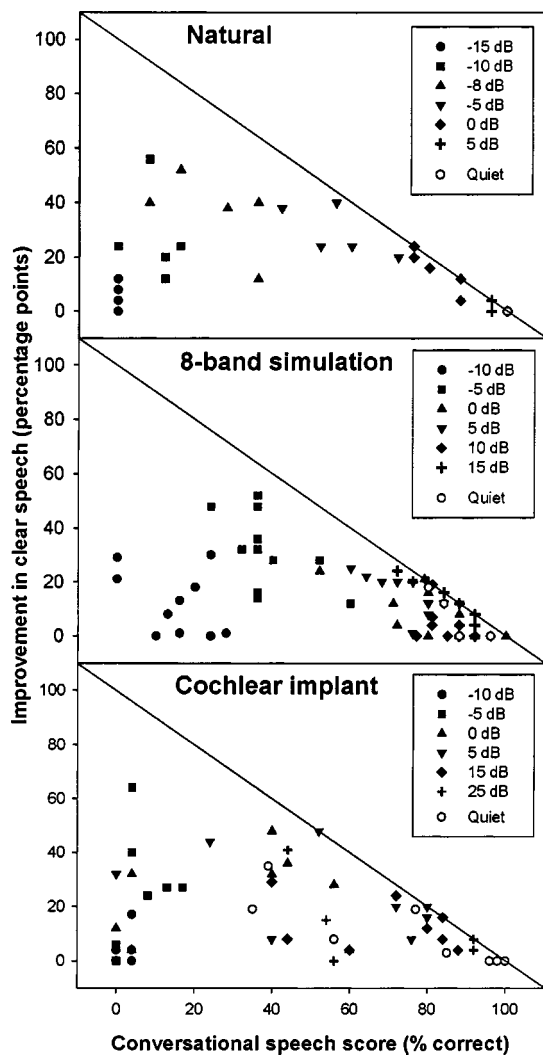 Natural
-15 dB
-10 dB
-8 dB
-5 dB
0 dB
5 dB
Quiet
100
80
60
40
20
0
8-band simulation
-10 dB
-5 dB
0 dB
5 dB
10 dB
15 dB
Quiet
100
80
60
40
20
0
Cochlear implant
-10 dB
-5 dB
0 dB
5 dB
15 dB
25 dB
Quiet
100
80
60
40
20
0
0 20 40 60 80 100
Improvement in clear speech (percentage points)
Conversational speech score (% correct)